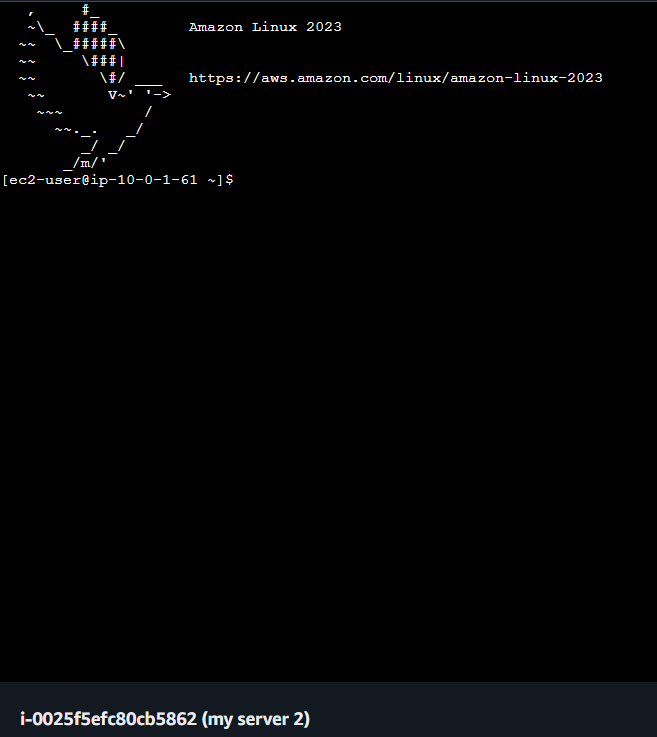 ,     #_
   ~\_  ####_        Amazon Linux 2023
  ~~  \_#####\
  ~~     \###|
  ~~       \#/ ___   https://aws.amazon.com/linux/amazon-linux-2023
   ~~       V~' '->
    ~~~         /
      ~~._.   _/
         _/ _/
       _/m/'
[ec2-user@ip-10-0-1-61 ~]$
i-0025f5efc80cb5862 (my server 2)